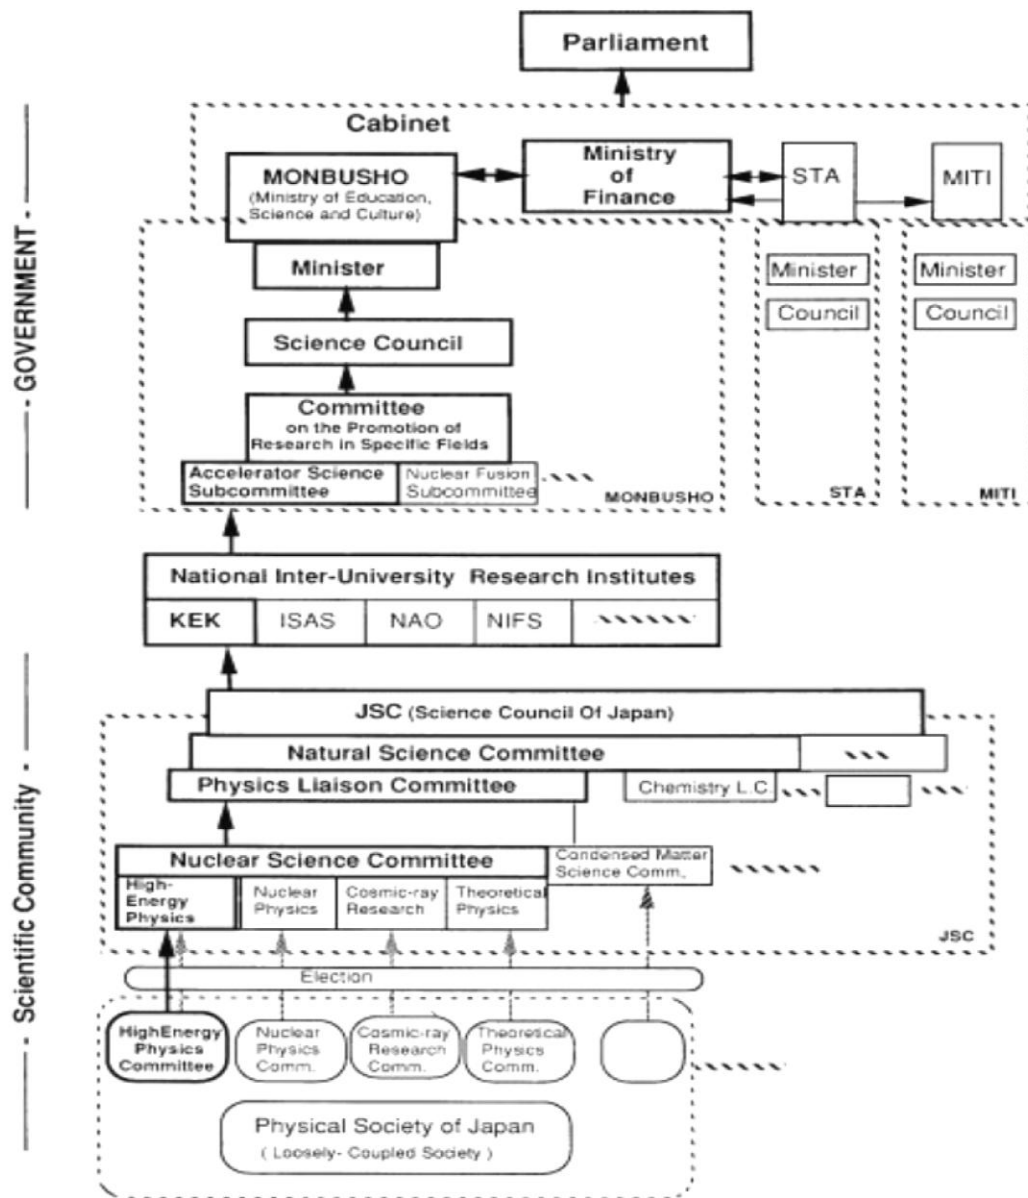 Parliament
Cabinet
MONBUSHO
(Ministry of Education,
Science and Culture)
Ministry
of
Finance
STA
MITI
- GOVERNMENT -
Minister
Minister
Minister
Council
Council
Science Council
Committee
on the Promotion of
Research in Specific Fields
Accelerator Science
Subcommittee
Nuclear Fusion
Subcommittee
MONBUSHO
STA
MITI
National Inter-University Research Institutes
KEK
ISAS
NAO
NIFS
- Scientific Community -
JSC (Science Council Of Japan)
Natural Science Committee
Physics Liaison Committee
Chemistry L.C.
Nuclear Science Committee
Condensed Matter
Science Comm.
High-
Energy
Physics
Nuclear
Physics
Cosmic-ray
Research
Theoretical
Physics
JSC
Election
HighEnergy
Physics
Committee
Nuclear
Physics
Comm.
Cosmic-ray
Research
Comm.
Theoretical
Physics
Comm.
Physical Society of Japan
( Loosely- Coupled Society )